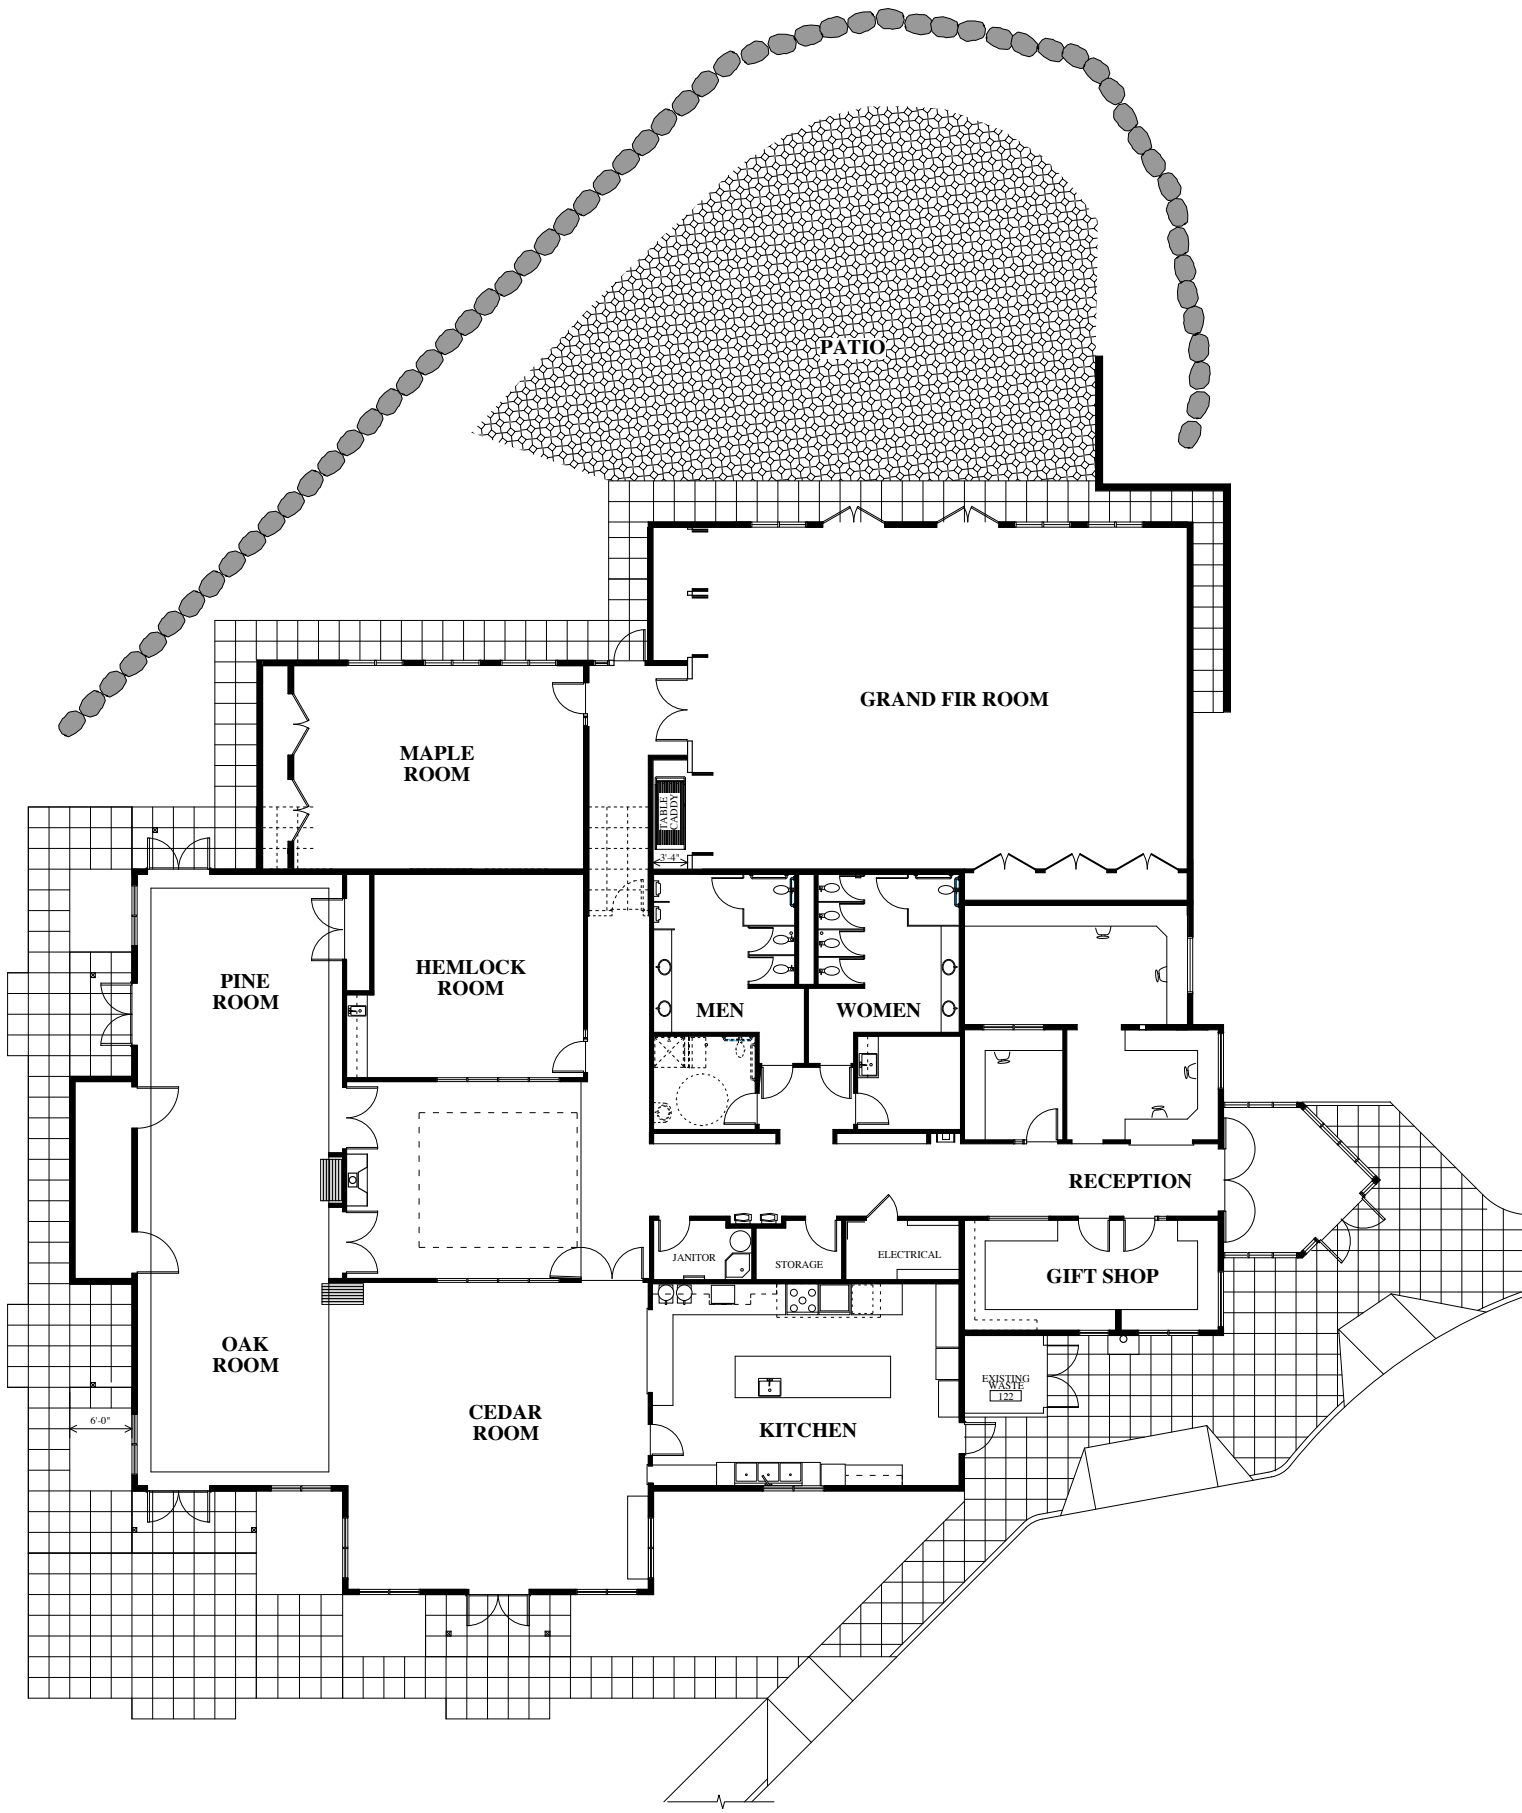 PATIO
GRAND FIR ROOM
MAPLE
ROOM
TABLE
CADDY
3'-4"
PINE
ROOM
HEMLOCK
ROOM
MEN
WOMEN
RECEPTION
JANITOR
STORAGE
ELECTRICAL
GIFT SHOP
OAK
ROOM
EXISTING
WASTE
122
CEDAR
ROOM
6'-0"
KITCHEN